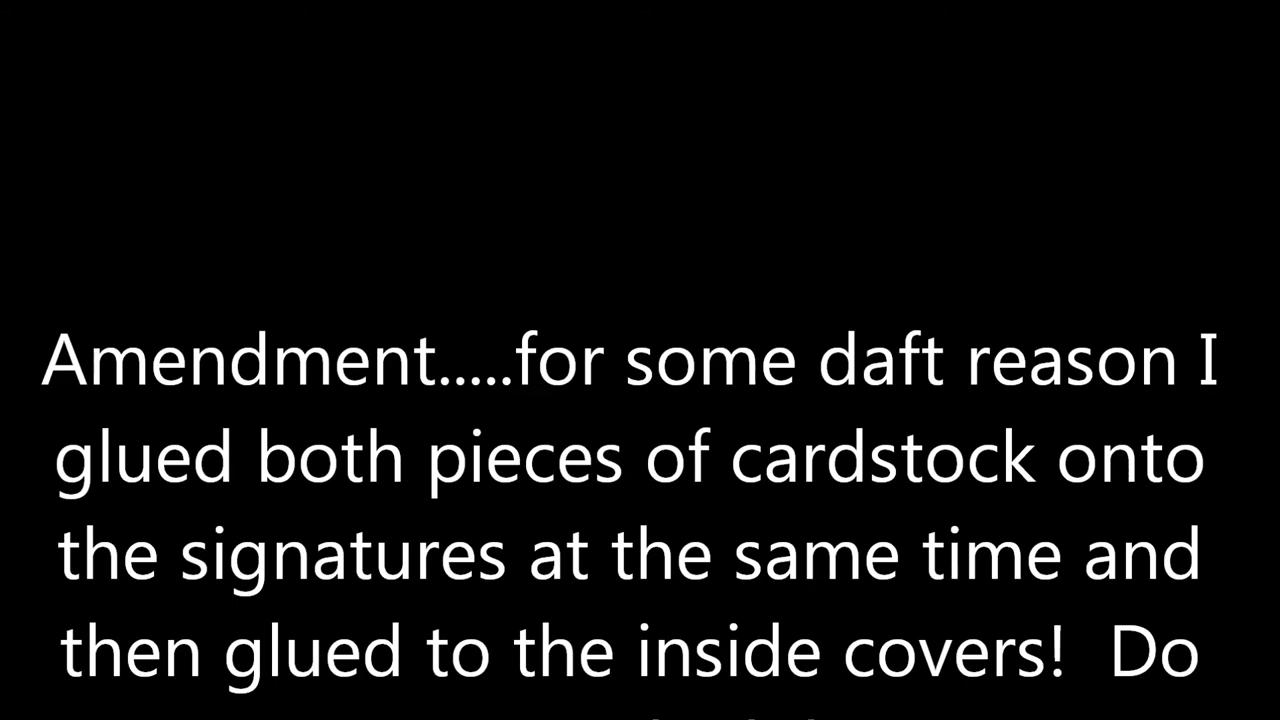 Amendment.....for some daft reason I
glued both pieces of cardstock onto
the signatures at the same time and
then glued to the inside covers!  Do